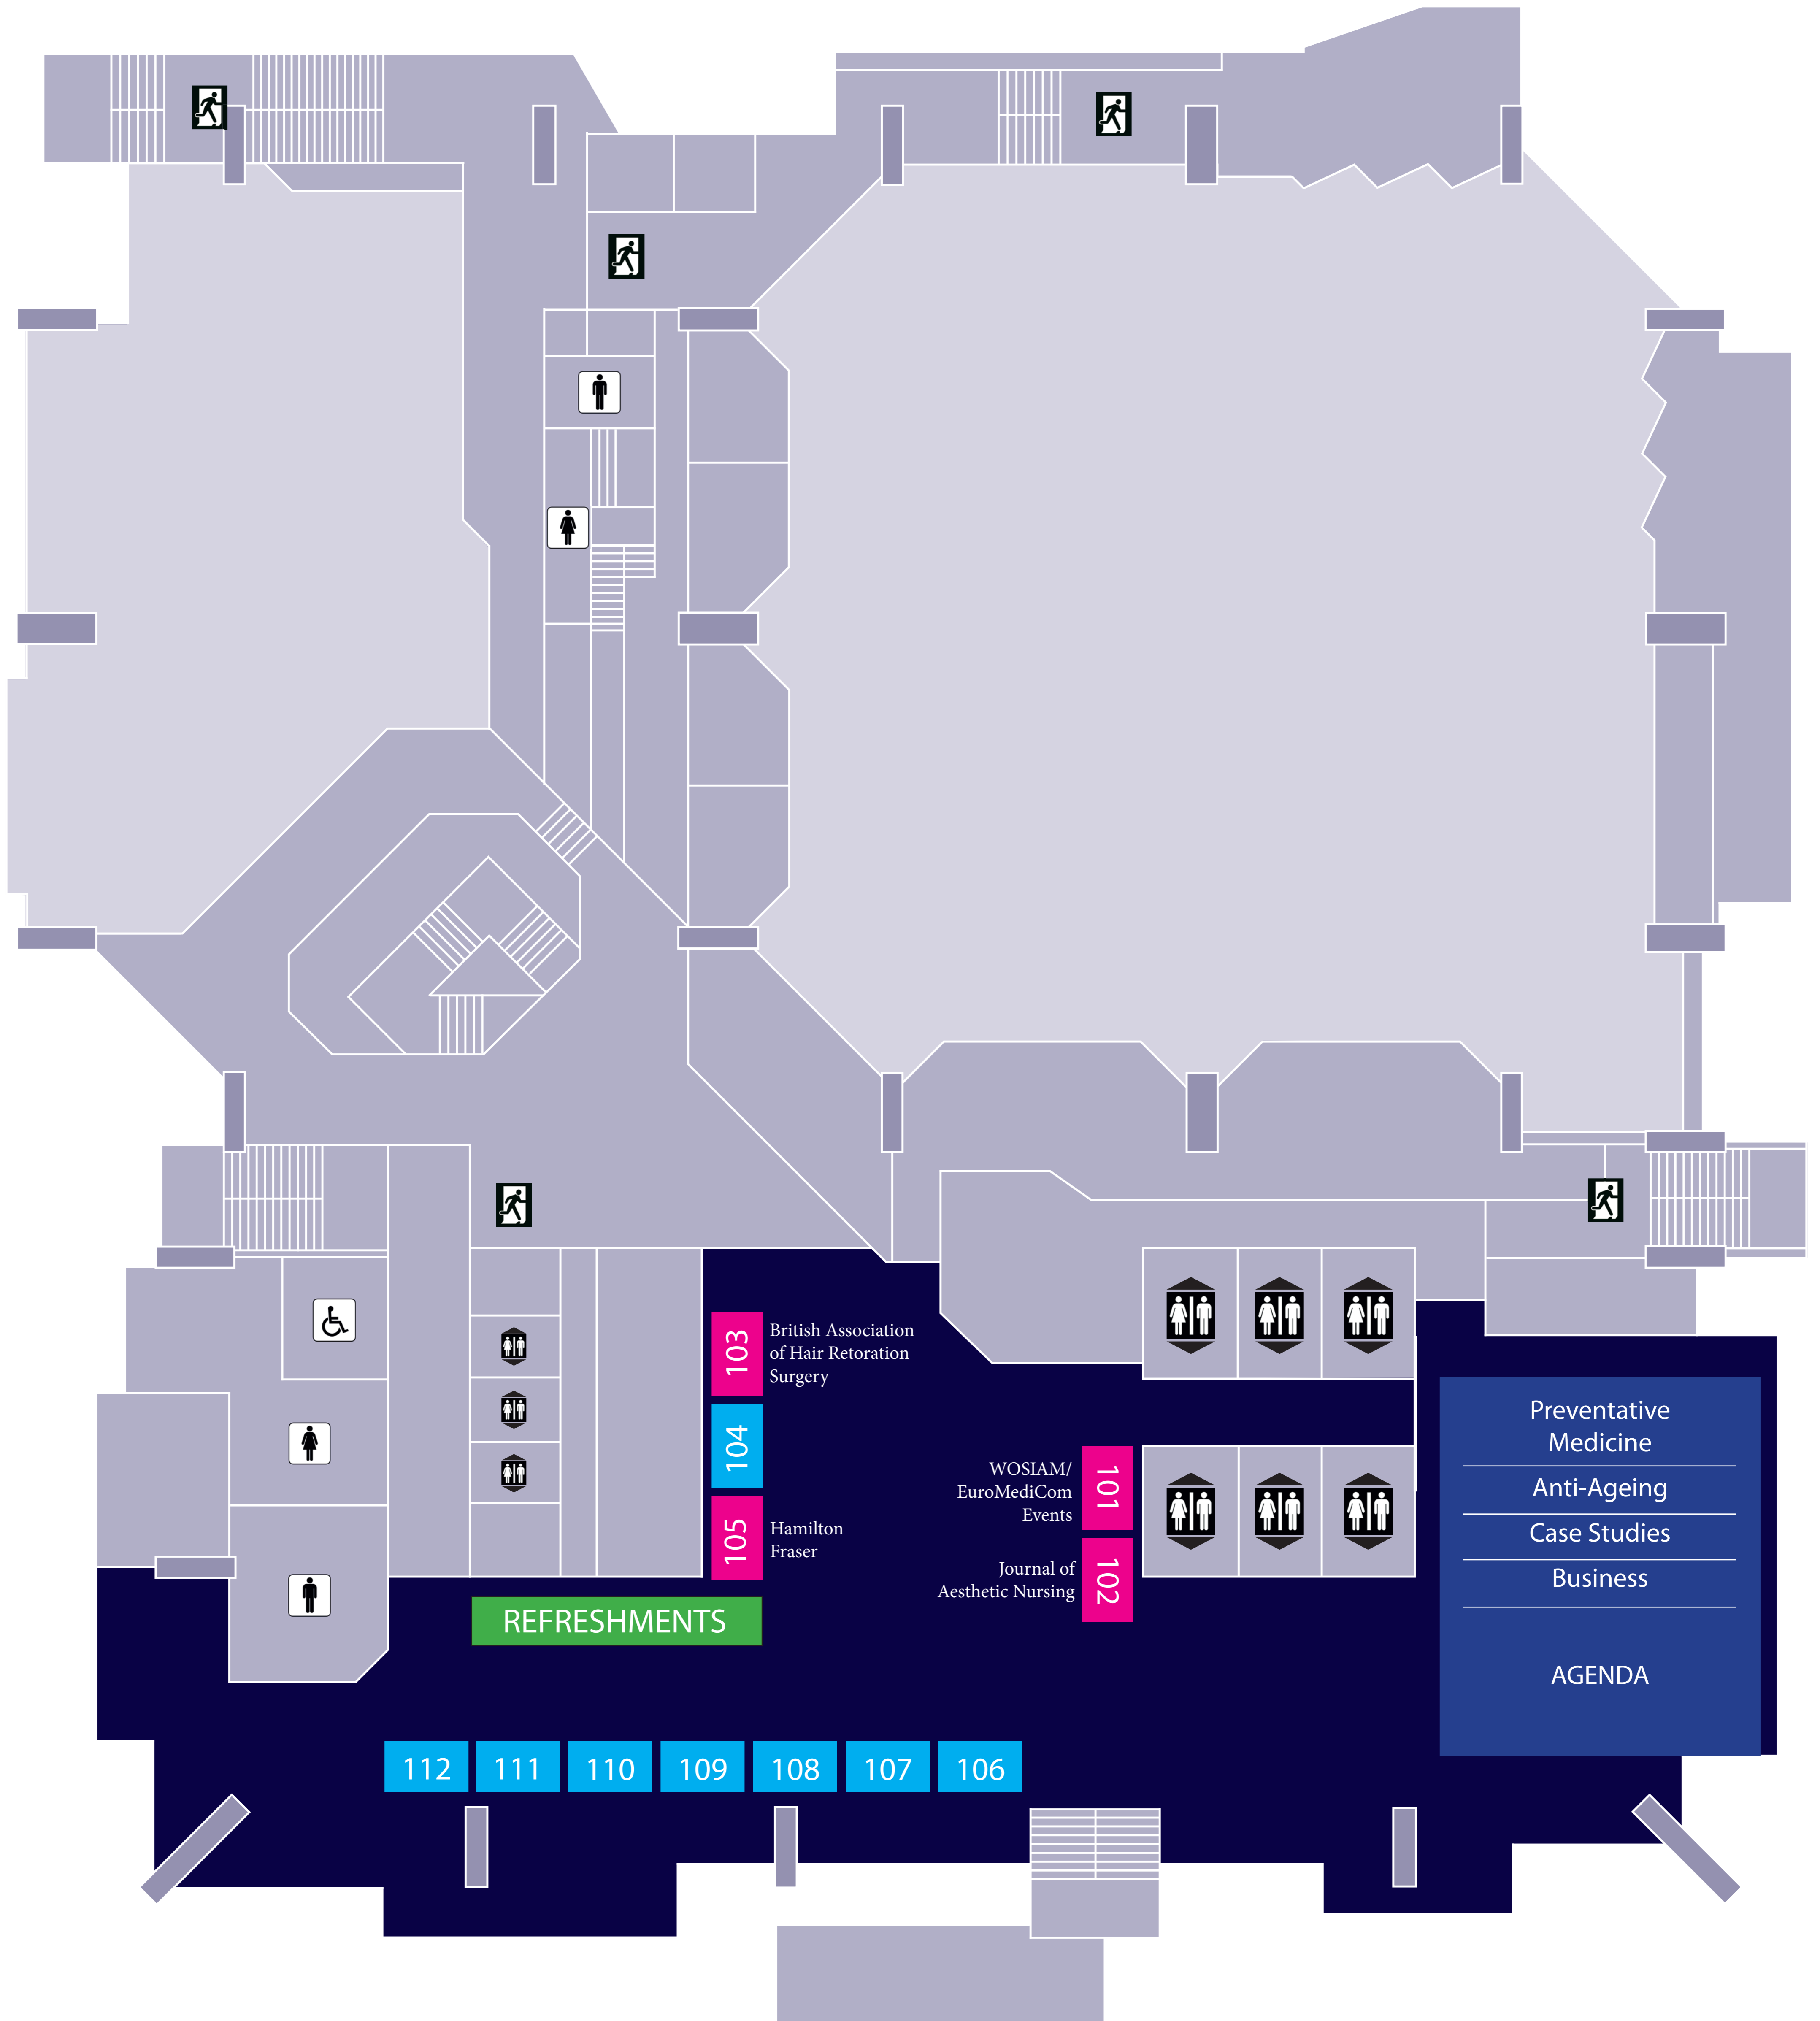 103
British Association
of Hair Retoration
Surgery
104
105
Hamilton
Fraser
WOSIAM/
EuroMediCom
Events
101
Journal of
Aesthetic Nursing
102
Preventative
Medicine
Anti-Ageing
Case Studies
Business
AGENDA
REFRESHMENTS
112
111
110
109
108
107
106